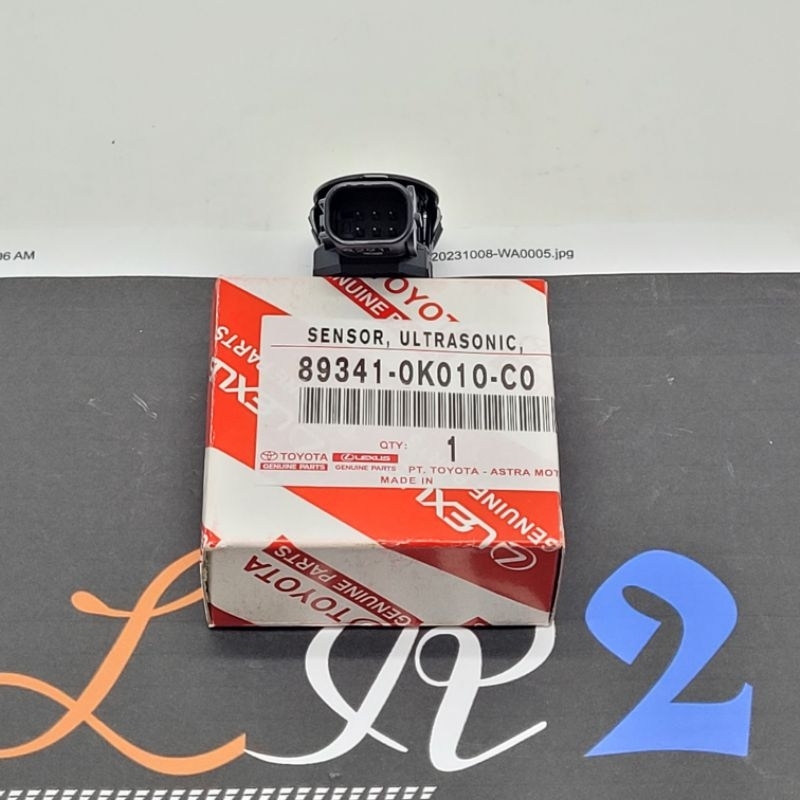 06 AM
20231008-WA0005.jpg
TOYOTA
GENUINE PARTS
SENSOR, ULTRASONIC,
89341-0K010-C0
QTY: 1
TOYOTA LEXUS
GENUINE PARTS GENUINE PARTS
PT. TOYOTA - ASTRA MOT
MADE IN
LEXUS
GENUINE
TOYOTA
GENUINE PARTS
LEXUS
LR2